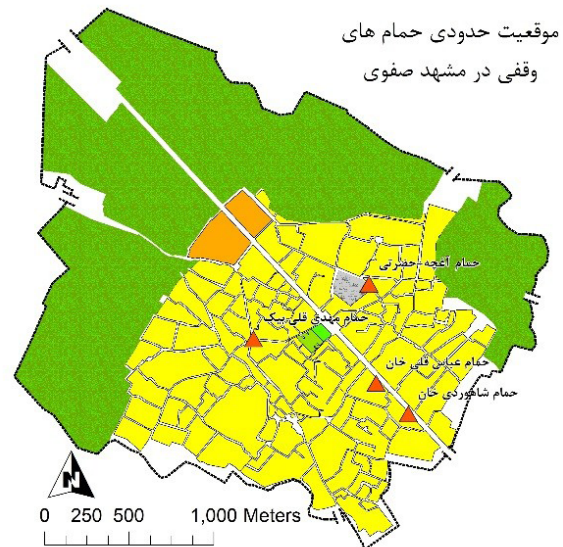 موقعیت حدودی حمام های
وقفی در مشهد صفوی
حمام آغچه حضرتی
حمام مهدی قلی بیک
حمام عباس قلی خان
حمام شاهوردی خان
N
0 250 500 1,000 Meters